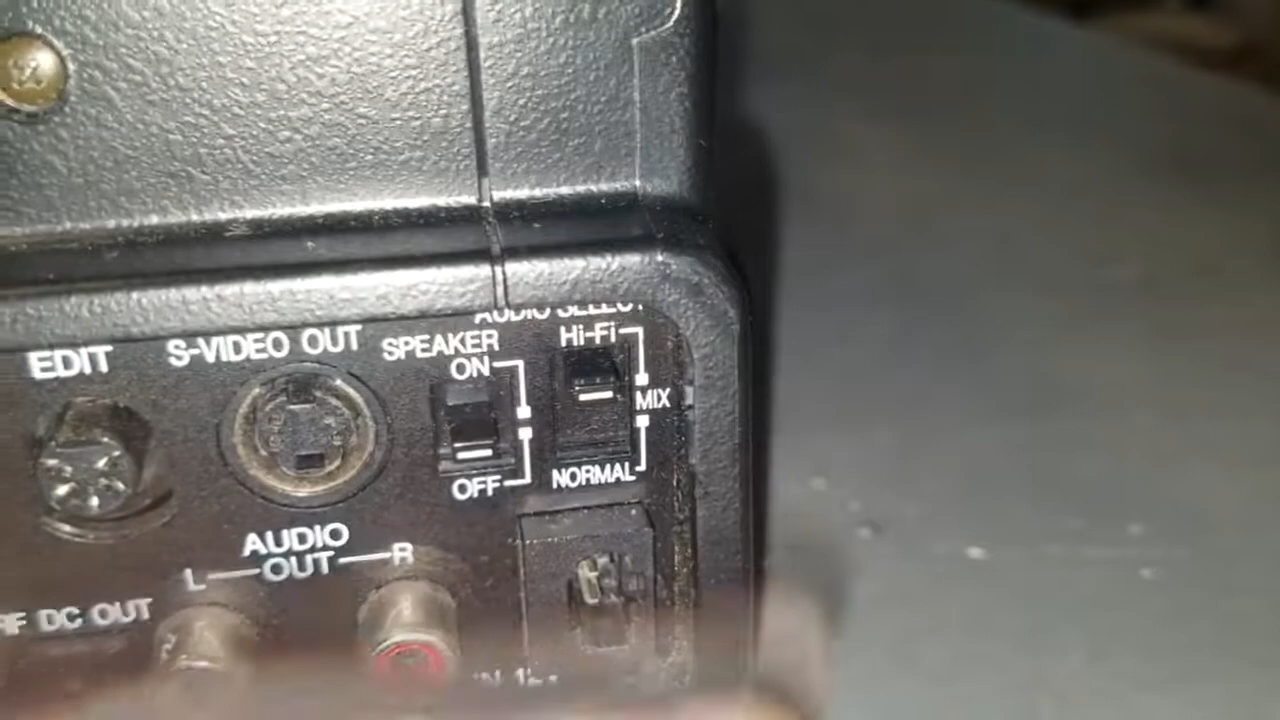 AUDIO SELECT
Hi-Fi
EDIT
S-VIDEO OUT
SPEAKER
ON
MIX
OFF
NORMAL
AUDIO
L OUT R
DC OUT